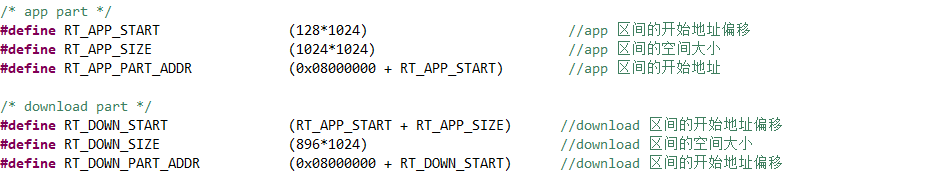 /* app part */
#define RT_APP_START (128*1024) //app 区间的开始地址偏移
#define RT_APP_SIZE (1024*1024) //app 区间的空间大小
#define RT_APP_PART_ADDR (0x08000000 + RT_APP_START) //app 区间的开始地址
/* download part */
#define RT_DOWN_START (RT_APP_START + RT_APP_SIZE) //download 区间的开始地址偏移
#define RT_DOWN_SIZE (896*1024) //download 区间的空间大小
#define RT_DOWN_PART_ADDR (0x08000000 + RT_DOWN_START) //download 区间的开始地址偏移